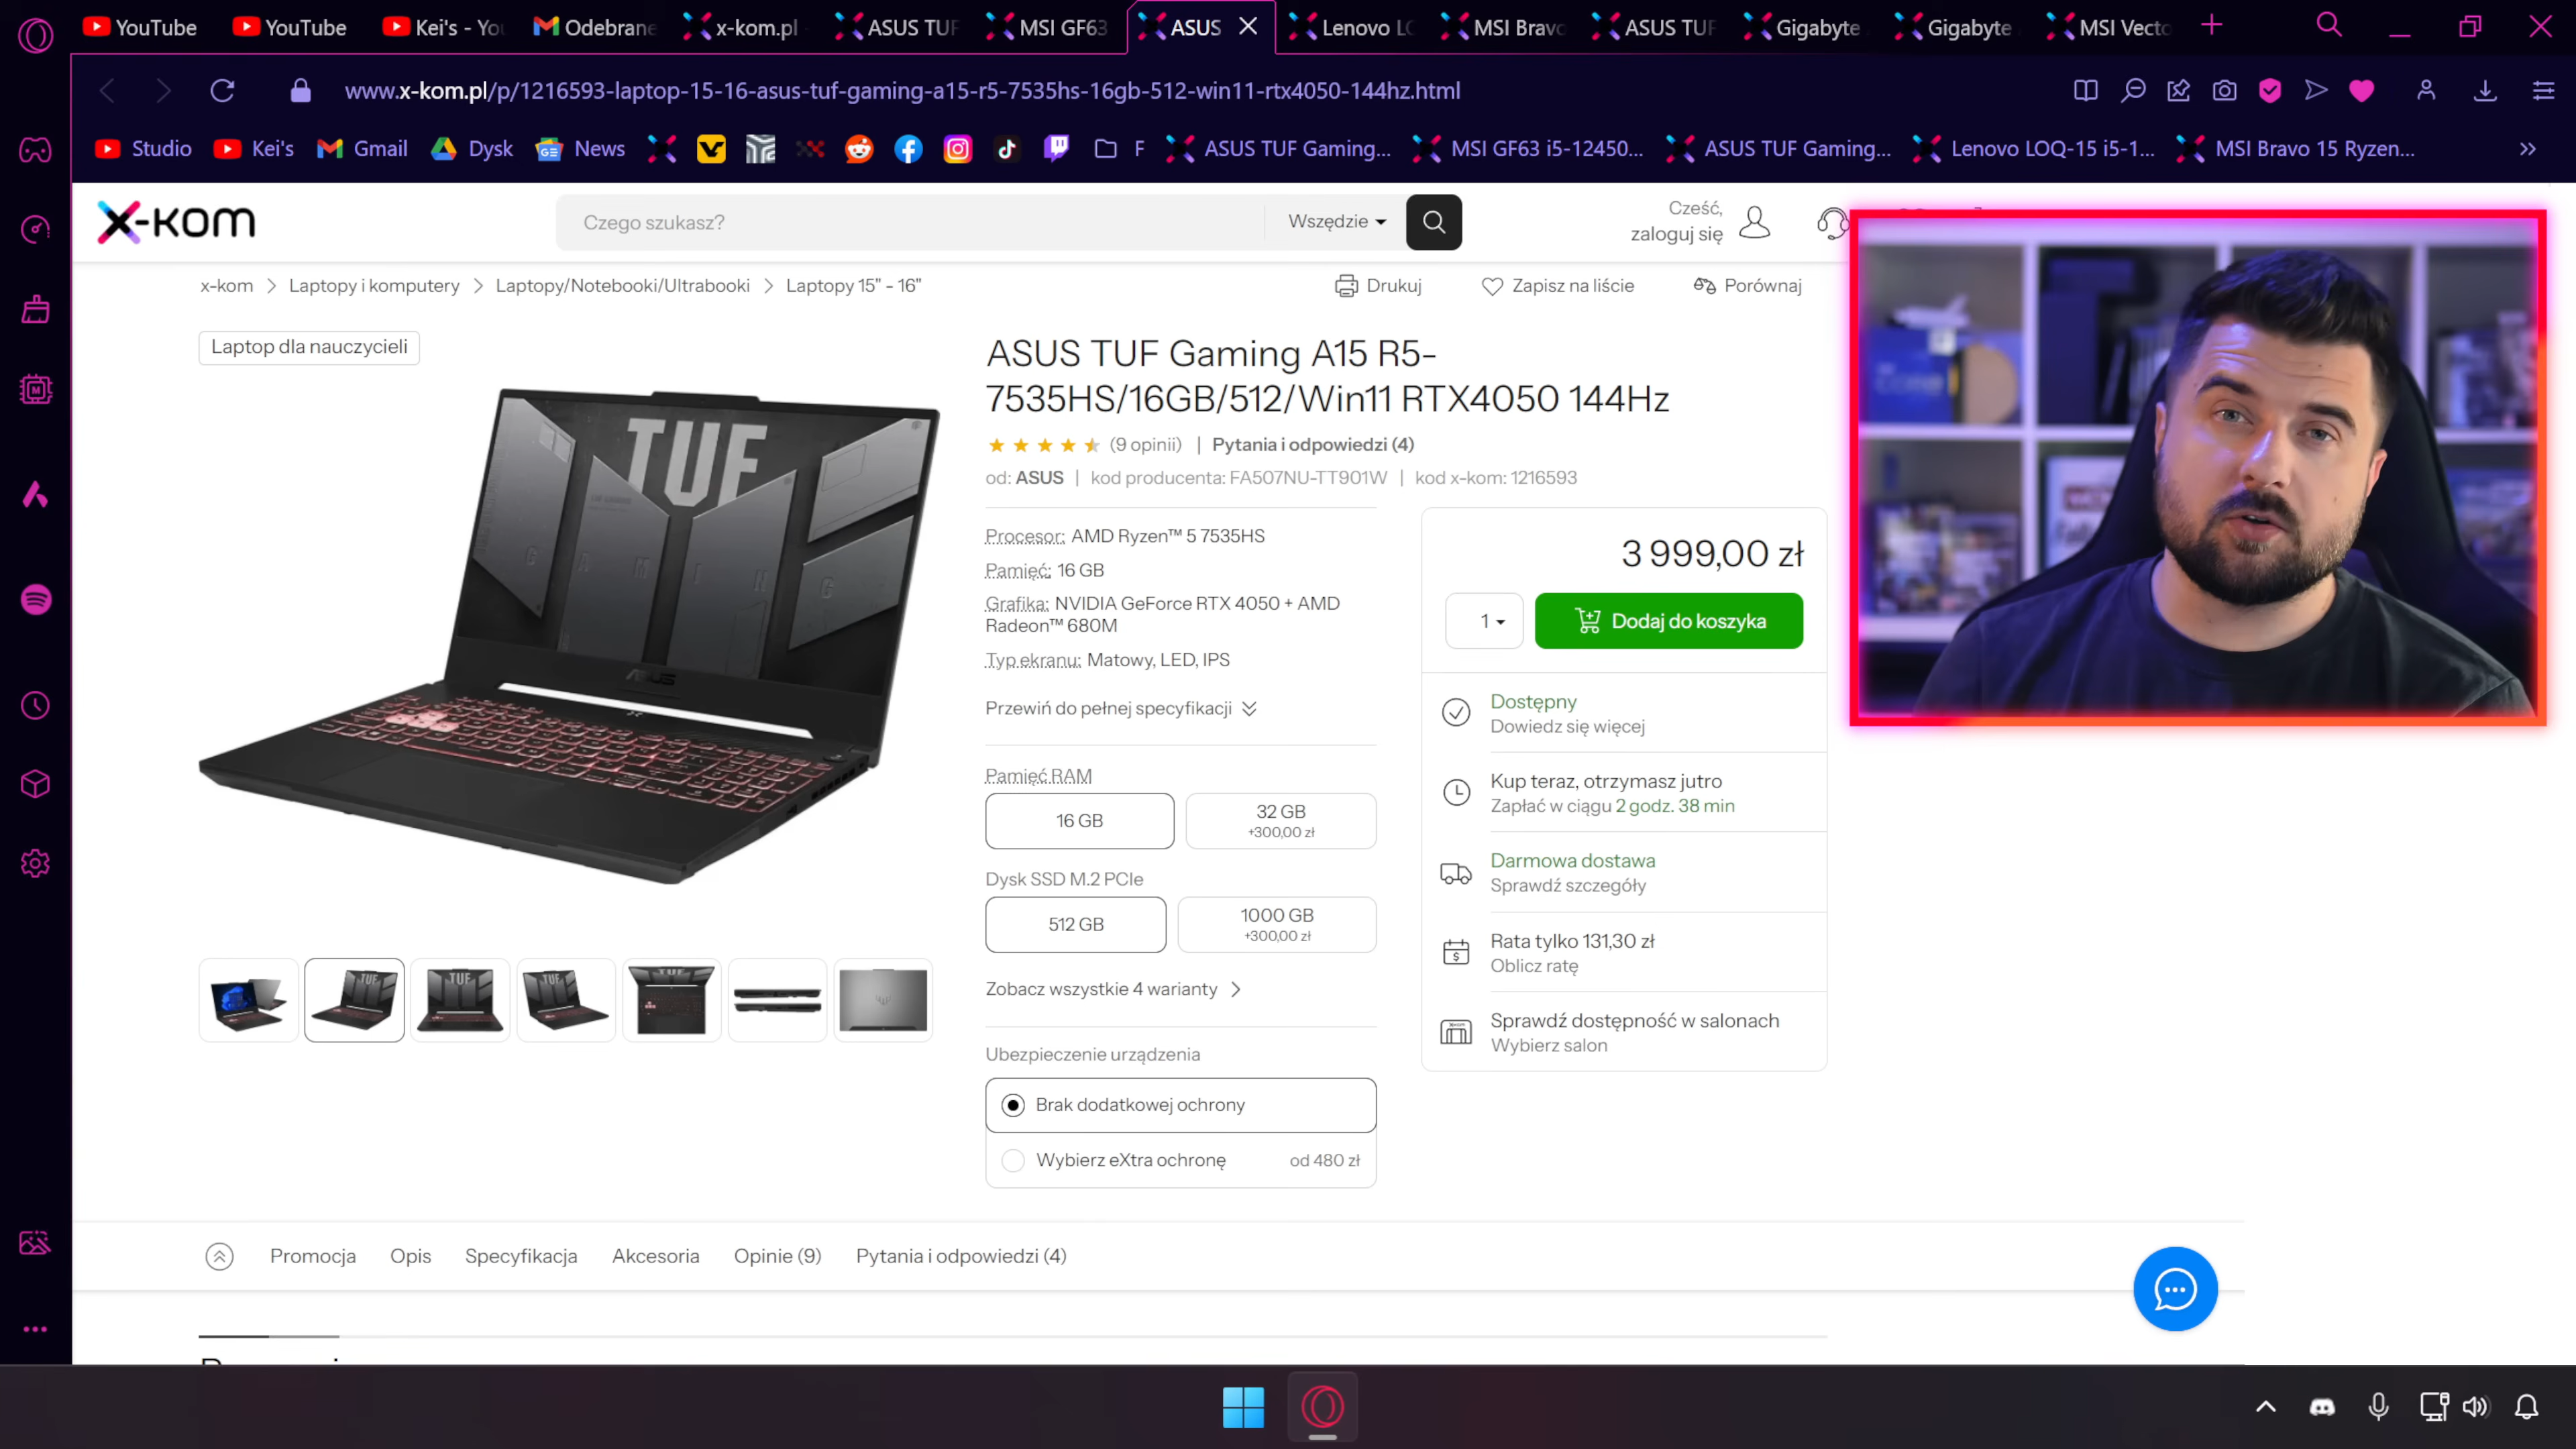 YouTube YouTube Kei's - Yo Odebrane x-kom.pl ASUS TUF MSI GF63 ASUS Lenovo LO MSI Bravo ASUS TUF Gigabyte Gigabyte MSI Vecto
www.x-kom.pl/p/1216593-laptop-15-16-asus-tuf-gaming-a15-r5-7535hs-16gb-512-win11-rtx4050-144hz.html
Studio Kei's Gmail Dysk News F ASUS TUF Gaming... MSI GF63 i5-12450... ASUS TUF Gaming... Lenovo LOQ-15 i5-1... MSI Bravo 15 Ryzen...
x-kom
Czego szukasz?
Wszędzie
Cześć,
zaloguj się
x-kom > Laptopy i komputery > Laptopy/Notebooki/Ultrabooki > Laptopy 15" - 16"
Drukuj Zapisz na liście Porównaj
Laptop dla nauczycieli
TUF
GAMING
ASUS
ASUS TUF Gaming A15 R5-
7535HS/16GB/512/Win11 RTX4050 144Hz
(9 opinii) | Pytania i odpowiedzi (4)
od: ASUS | kod producenta: FA507NU-TT901W | kod x-kom: 1216593
Procesor: AMD Ryzen™ 5 7535HS
Pamięć: 16 GB
Grafika: NVIDIA GeForce RTX 4050 + AMD
Radeon™ 680M
Typ ekranu: Matowy, LED, IPS
Przewiń do pełnej specyfikacji
Pamięć RAM
16 GB
32 GB
+300,00 zł
Dysk SSD M.2 PCIe
512 GB
1000 GB
+300,00 zł
Zobacz wszystkie 4 warianty
Ubezpieczenie urządzenia
Brak dodatkowej ochrony
Wybierz eXtra ochronę od 480 zł
3 999,00 zł
1
Dodaj do koszyka
Dostępny
Dowiedz się więcej
Kup teraz, otrzymasz jutro
Zapłać w ciągu 2 godz. 38 min
Darmowa dostawa
Sprawdź szczegóły
Rata tylko 131,30 zł
Oblicz ratę
Sprawdź dostępność w salonach
Wybierz salon
Promocja Opis Specyfikacja Akcesoria Opinie (9) Pytania i odpowiedzi (4)